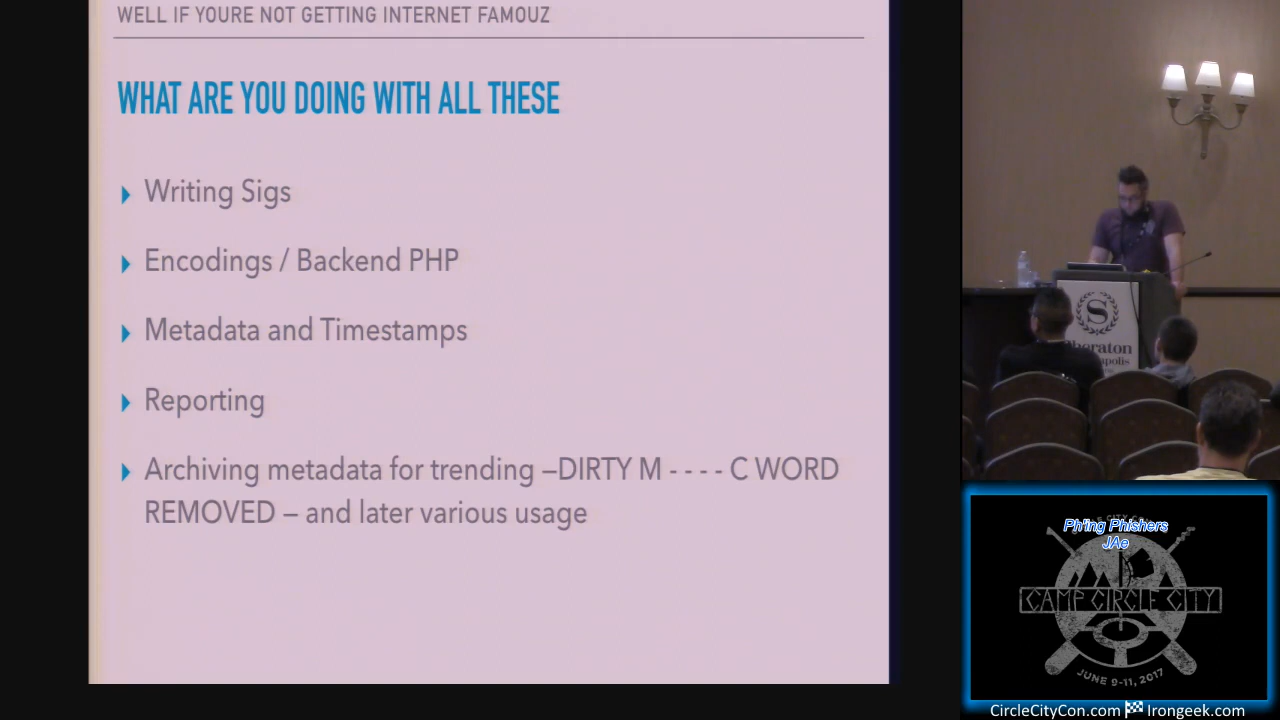 WELL IF YOURE NOT GETTING INTERNET FAMOUZ
WHAT ARE YOU DOING WITH ALL THESE
Writing Sigs
Encodings / Backend PHP
Metadata and Timestamps
Reporting
Archiving metadata for trending –DIRTY M - - - - C WORD
REMOVED – and later various usage
S
Sheraton
Ph'ing Phishers
JAe
CAMP CIRCLE CITY
JUNE 9-11, 2017
CircleCityCon.com Irongeek.com